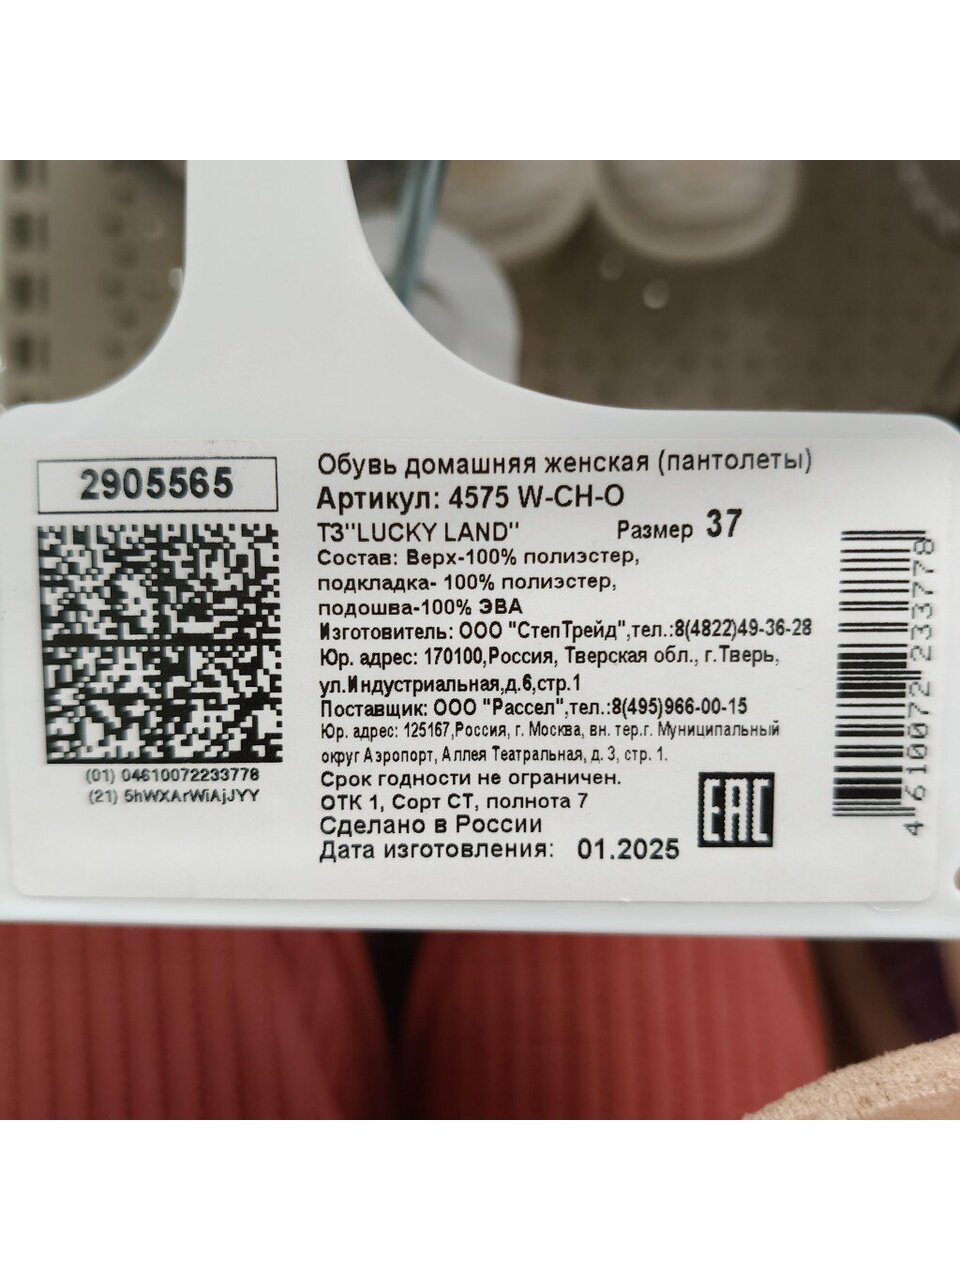 2905565
(01) 04610072233778
(21) 5hWXArWiAjJYY
Обувь домашняя женская (пантолеты)
Артикул: 4575 W-CH-O
ТЗ"LUCKY LAND" Размер 37
Состав: Верх-100% полиэстер,
подкладка- 100% полиэстер,
подошва-100% ЭВА
Изготовитель: ООО "СтепТрейд",тел.:8(4822)49-36-28
Юр. адрес: 170100,Россия, Тверская обл., г.Тверь,
ул.Индустриальная,д.6,стр.1
Поставщик: ООО "Рассел",тел.:8(495)966-00-15
Юр. адрес: 125167,Россия, г. Москва, вн. тер.г. Муниципальный
округ Аэропорт, Аллея Театральная, д. 3, стр. 1.
Срок годности не ограничен.
ОТК 1, Сорт СТ, полнота 7
Сделано в России
Дата изготовления: 01.2025
ЕАС
4610072233778